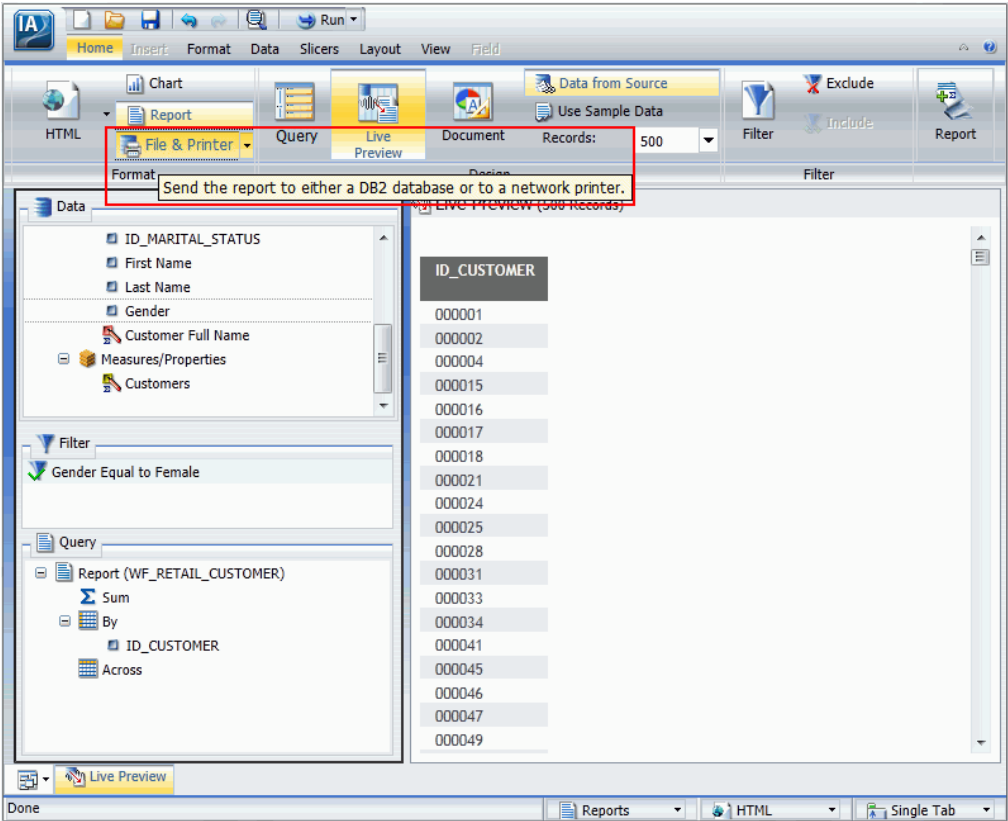 IA
Run
Home Insert Format Data Slicers Layout View Field
HTML
Chart
Report
File & Printer
Format
Query
Live
Preview
Document
Data from Source
Use Sample Data
Records: 500
Design
Filter
Exclude
Include
Filter
Report
Send the report to either a DB2 database or to a network printer.
Data
ID_MARITAL_STATUS
First Name
Last Name
Gender
Customer Full Name
Measures/Properties
Customers
Filter
Gender Equal to Female
Query
Report (WF_RETAIL_CUSTOMER)
Sum
By
ID_CUSTOMER
Across
Live Preview (500 Records)
ID_CUSTOMER
000001
000002
000004
000015
000016
000017
000018
000021
000024
000025
000028
000031
000033
000034
000041
000045
000046
000047
000049
Live Preview
Done
Reports
HTML
Single Tab